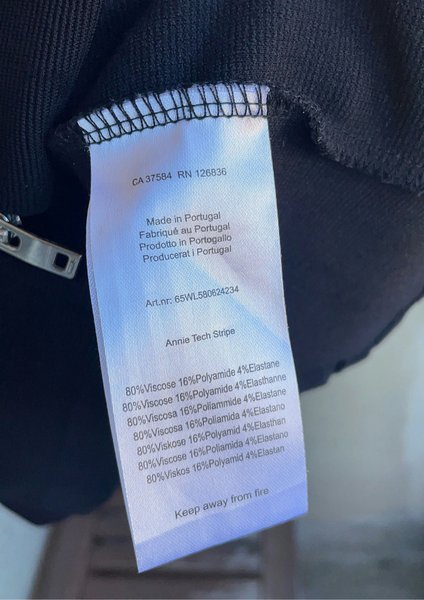 CA 37584 RN 126836
Made in Portugal
Fabriqué au Portugal
Prodotto in Portogallo
Producerat i Portugal
Art.nr: 65WL580624234
Annie Tech Stripe
80%Viscose 16%Polyamide 4%Elastane
80%Viscose 16%Polyamide 4%Elasthanne
80%Viscosa 16%Poliammide 4%Elastane
80%Viscosa 16%Poliamida 4%Elastano
80%Viskose 16%Polyamid 4%Elasthan
80%Viscose 16%Poliamida 4%Elastano
80%Viskos 16%Polyamid 4%Elastan
Keep away from fire